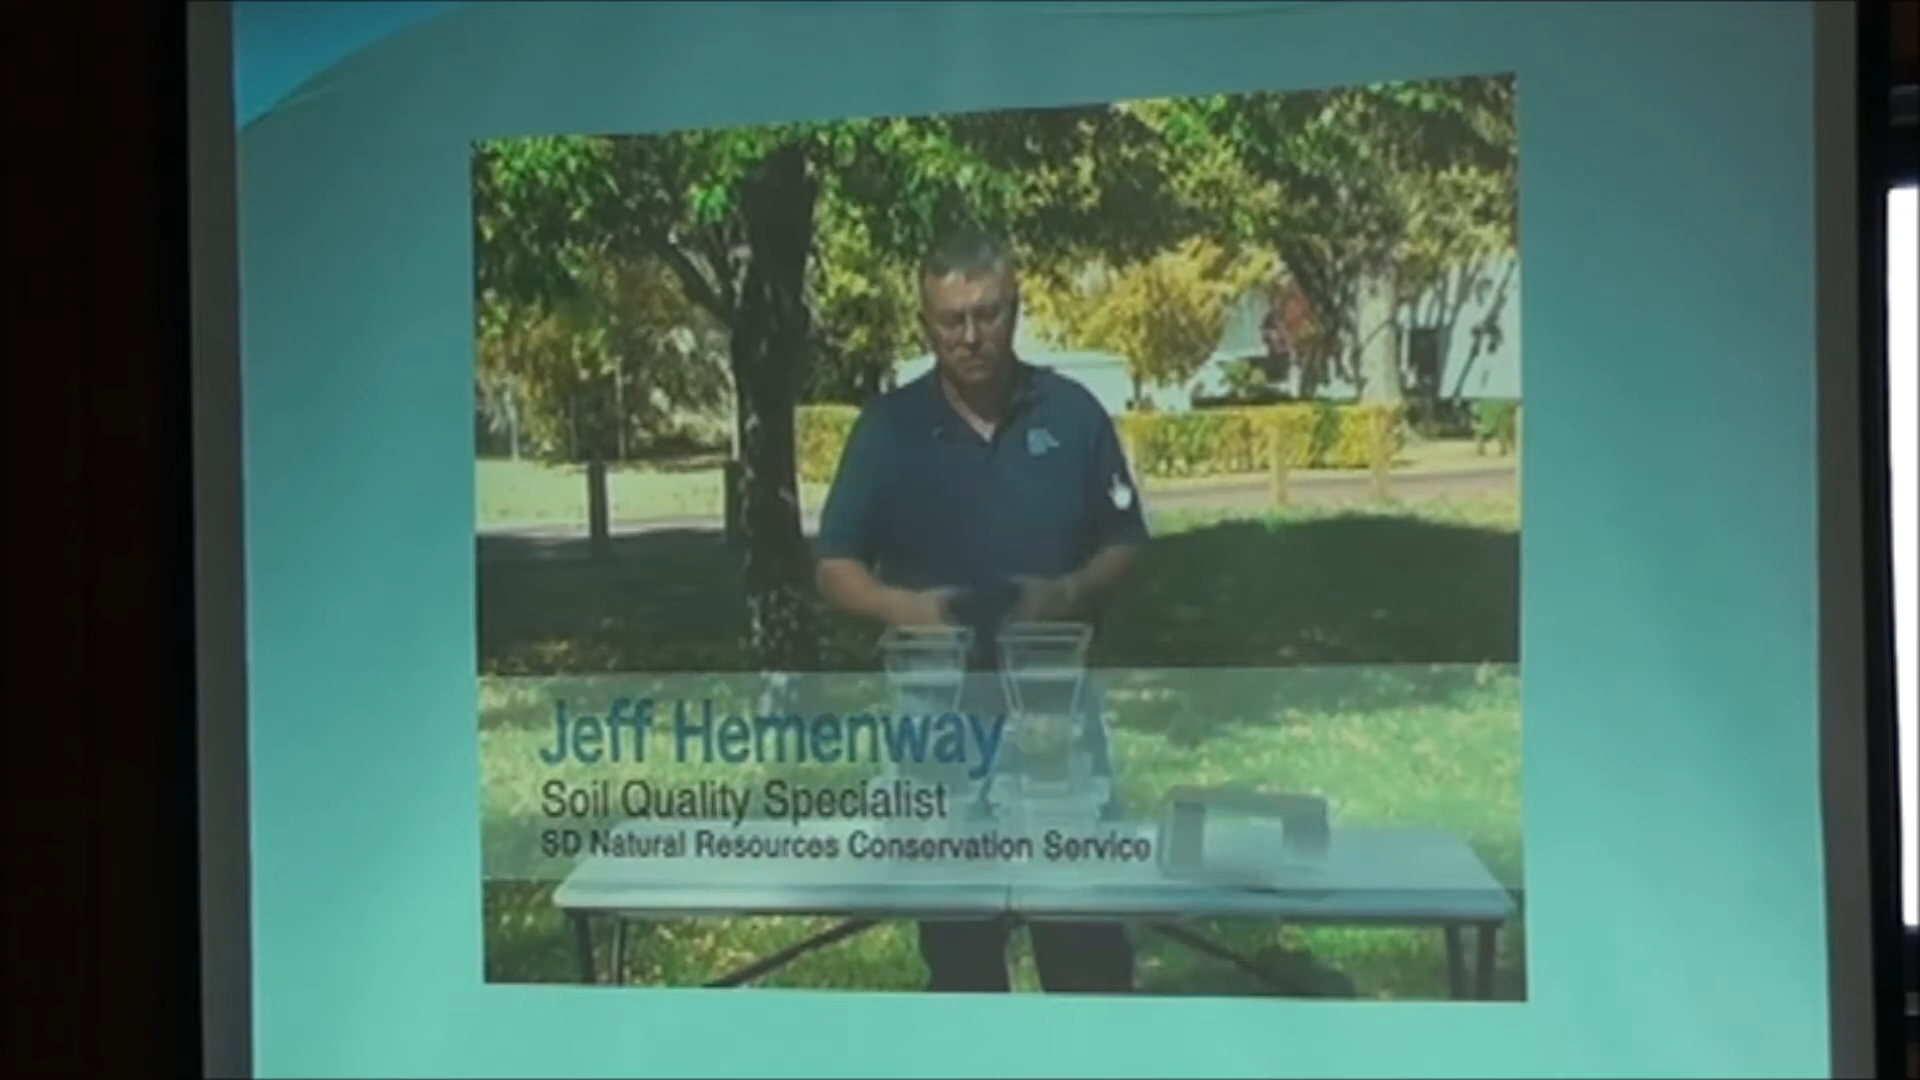 Jeff Hemenway
Soil Quality Specialist
SD Natural Resources Conservation Service